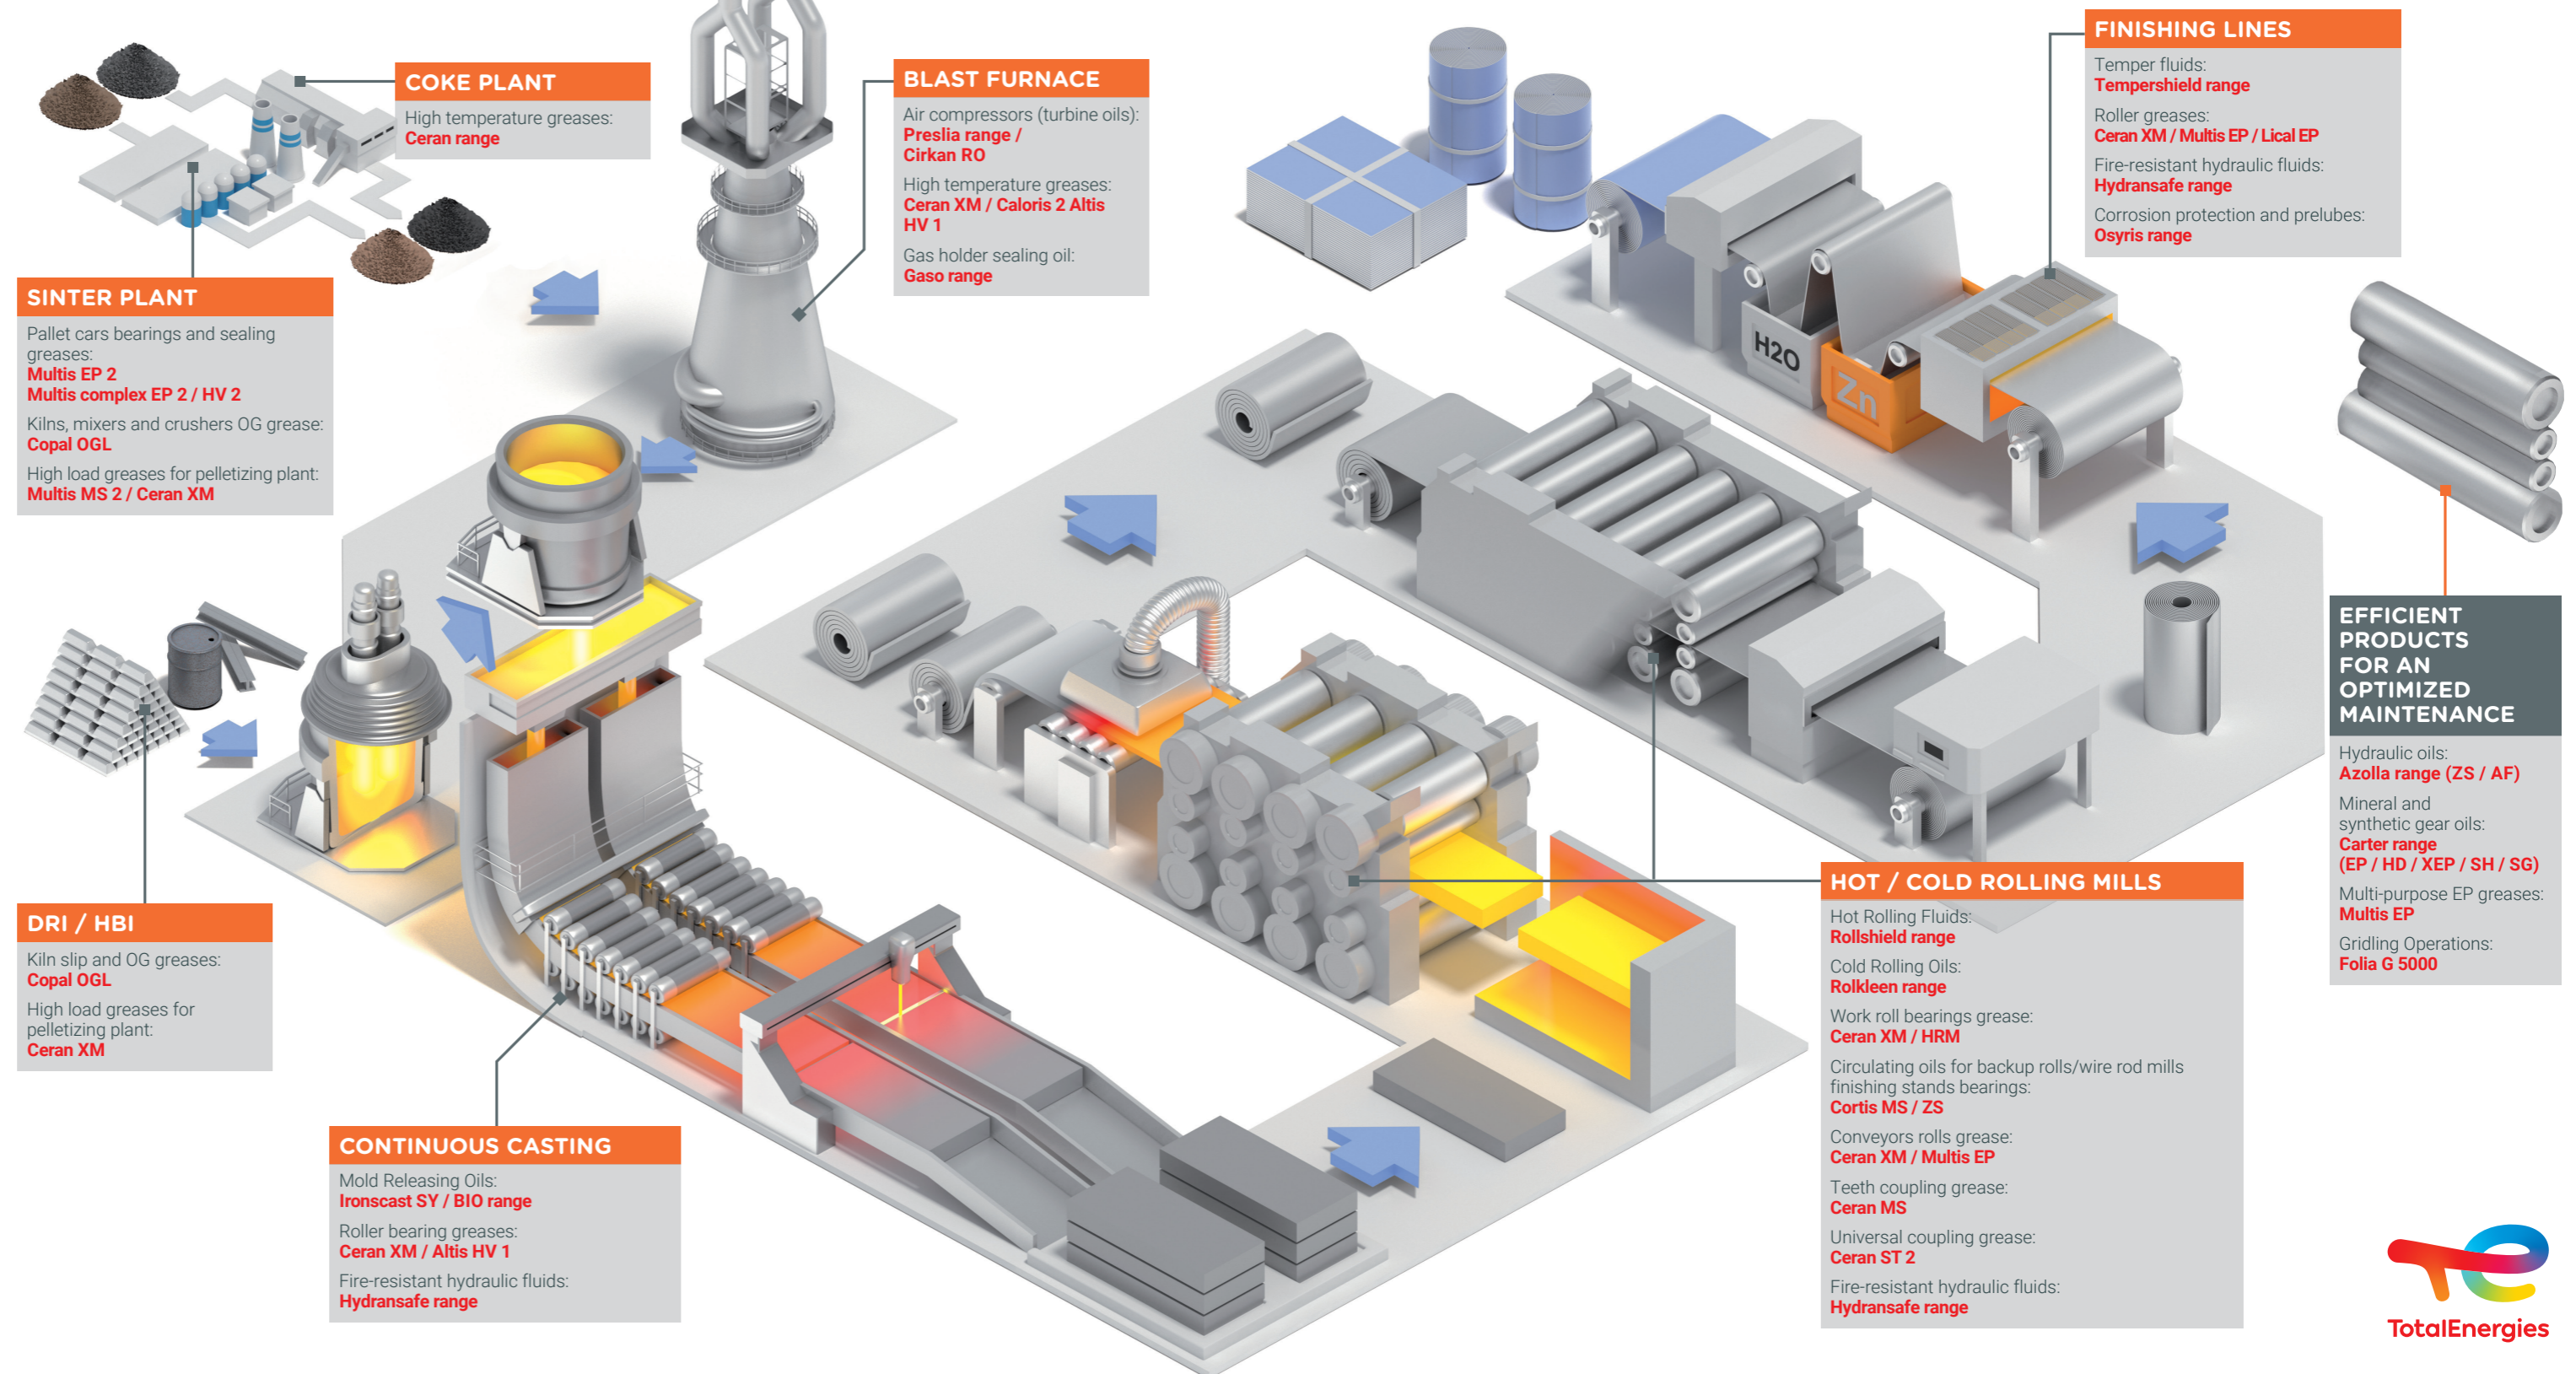 COKE PLANT
High temperature greases:
Ceran range
BLAST FURNACE
Air compressors (turbine oils):
Preslia range /
Cirkan RO
High temperature greases:
Ceran XM / Caloris 2 Altis
HV 1
Gas holder sealing oil:
Gaso range
FINISHING LINES
Temper fluids:
Tempershield range
Roller greases:
Ceran XM / Multis EP / Lical EP
Fire-resistant hydraulic fluids:
Hydransafe range
Corrosion protection and prelubes:
Osyris range
SINTER PLANT
Pallet cars bearings and sealing
greases:
Multis EP 2
Multis complex EP 2 / HV 2
Kilns, mixers and crushers OG grease:
Copal OGL
High load greases for pelletizing plant:
Multis MS 2 / Ceran XM
H2O
Zn
EFFICIENT
PRODUCTS
FOR AN
OPTIMIZED
MAINTENANCE
Hydraulic oils:
Azolla range (ZS / AF)
Mineral and
synthetic gear oils:
Carter range
(EP / HD / XEP / SH / SG)
Multi-purpose EP greases:
Multis EP
Gridling Operations:
Folia G 5000
DRI / HBI
Kiln slip and OG greases:
Copal OGL
High load greases for
pelletizing plant:
Ceran XM
HOT / COLD ROLLING MILLS
Hot Rolling Fluids:
Rollshield range
Cold Rolling Oils:
Rolkleen range
Work roll bearings grease:
Ceran XM / HRM
Circulating oils for backup rolls/wire rod mills
finishing stands bearings:
Cortis MS / ZS
Conveyors rolls grease:
Ceran XM / Multis EP
Teeth coupling grease:
Ceran MS
Universal coupling grease:
Ceran ST 2
Fire-resistant hydraulic fluids:
Hydransafe range
CONTINUOUS CASTING
Mold Releasing Oils:
Ironscast SY / BIO range
Roller bearing greases:
Ceran XM / Altis HV 1
Fire-resistant hydraulic fluids:
Hydransafe range
TotalEnergies